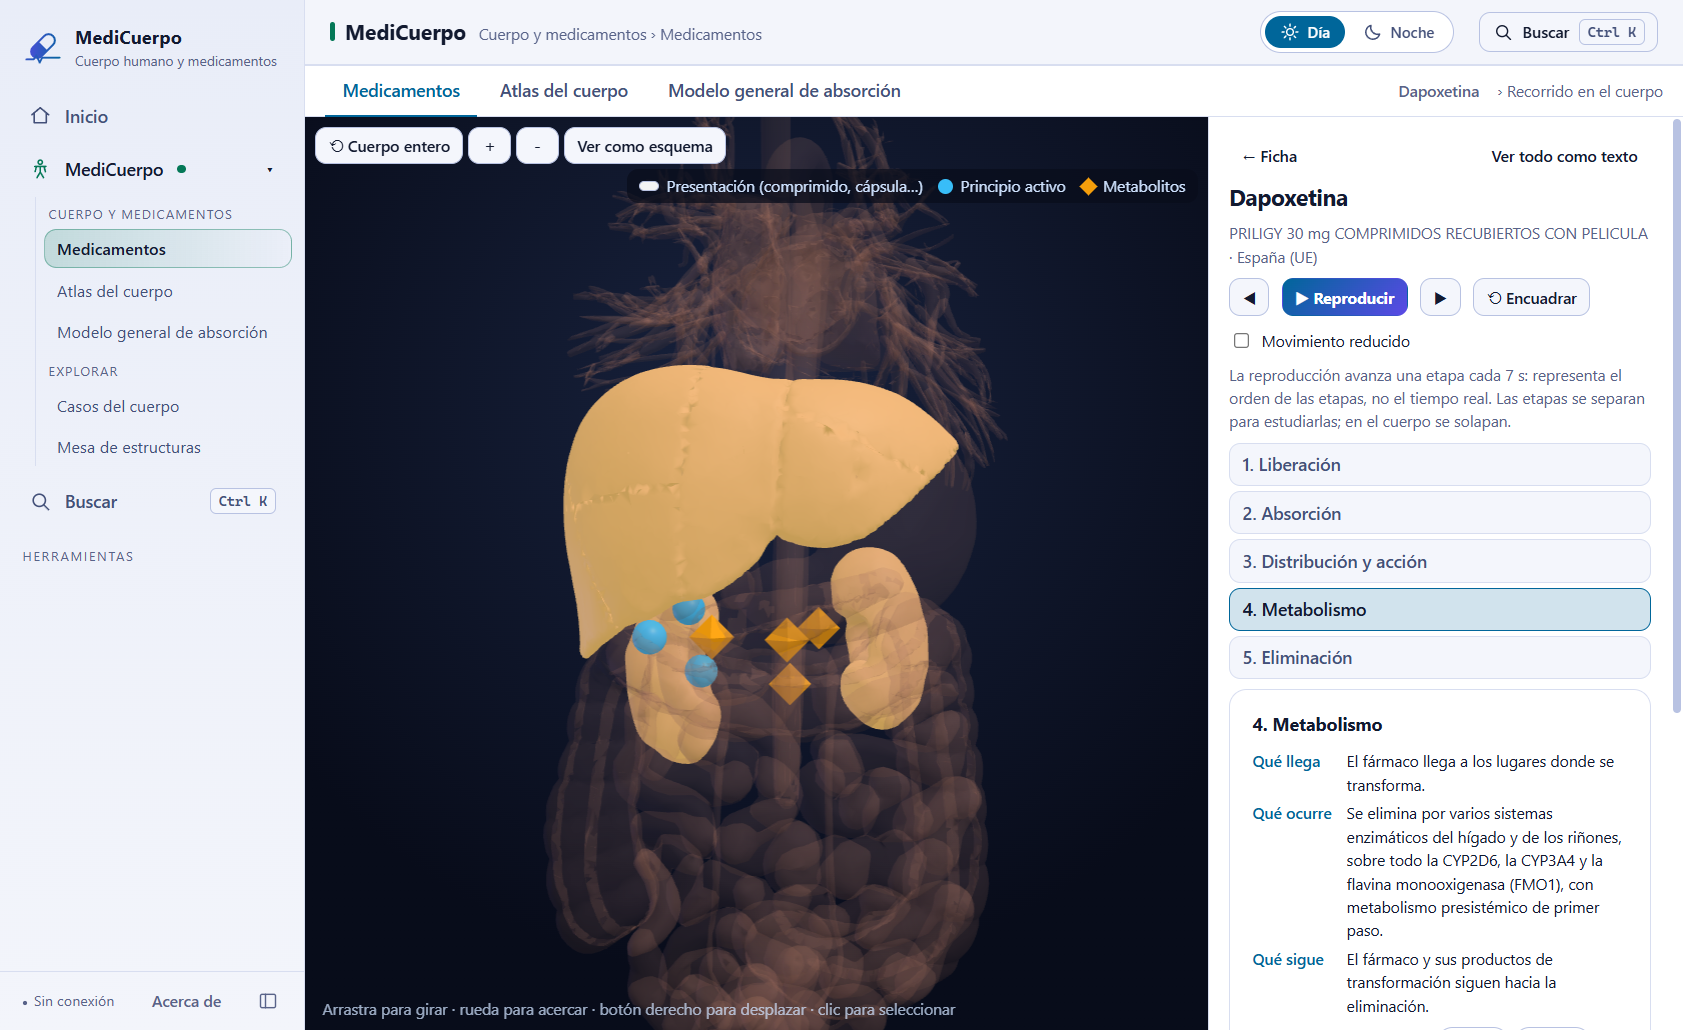 MediCuerpo
Cuerpo humano y medicamentos
Inicio
MediCuerpo
CUERPO Y MEDICAMENTOS
Medicamentos
Atlas del cuerpo
Modelo general de absorción
EXPLORAR
Casos del cuerpo
Mesa de estructuras
Buscar Ctrl K
HERRAMIENTAS
Sin conexión
Acerca de
MediCuerpo Cuerpo y medicamentos › Medicamentos
Día
Noche
Buscar Ctrl K
Medicamentos
Atlas del cuerpo
Modelo general de absorción
Dapoxetina › Recorrido en el cuerpo
Cuerpo entero
+
-
Ver como esquema
Presentación (comprimido, cápsula...)
Principio activo
Metabolitos
Arrastra para girar · rueda para acercar · botón derecho para desplazar · clic para seleccionar
← Ficha
Ver todo como texto
Dapoxetina
PRILIGY 30 mg COMPRIMIDOS RECUBIERTOS CON PELICULA
· España (UE)
◀
▶ Reproducir
▶
Encuadrar
Movimiento reducido
La reproducción avanza una etapa cada 7 s: representa el
orden de las etapas, no el tiempo real. Las etapas se separan
para estudiarlas; en el cuerpo se solapan.
1. Liberación
2. Absorción
3. Distribución y acción
4. Metabolismo
5. Eliminación
4. Metabolismo
Qué llega
El fármaco llega a los lugares donde se
transforma.
Qué ocurre
Se elimina por varios sistemas
enzimáticos del hígado y de los riñones,
sobre todo la CYP2D6, la CYP3A4 y la
flavina monooxigenasa (FMO1), con
metabolismo presistémico de primer
paso.
Qué sigue
El fármaco y sus productos de
transformación siguen hacia la
eliminación.